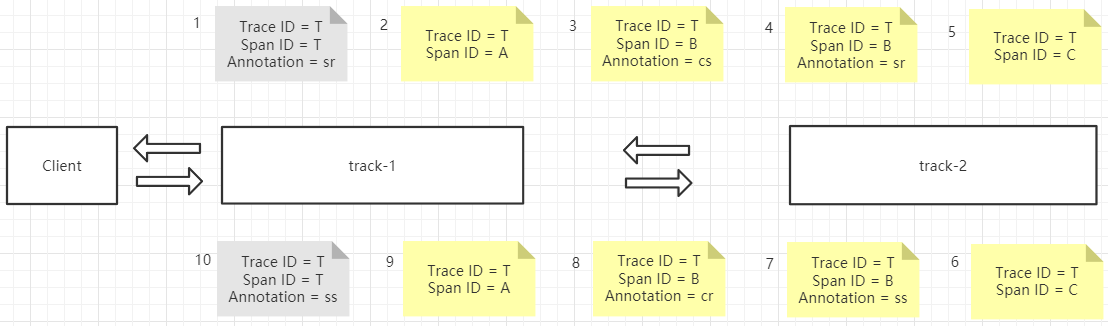 1
Trace ID = T
Span ID = T
Annotation = sr
2
Trace ID = T
Span ID = A
3
Trace ID = T
Span ID = B
Annotation = cs
4
Trace ID = T
Span ID = B
Annotation = sr
5
Trace ID = T
Span ID = C
Client
track-1
track-2
10
Trace ID = T
Span ID = T
Annotation = ss
9
Trace ID = T
Span ID = A
8
Trace ID = T
Span ID = B
Annotation = cr
7
Trace ID = T
Span ID = B
Annotation = ss
6
Trace ID = T
Span ID = C